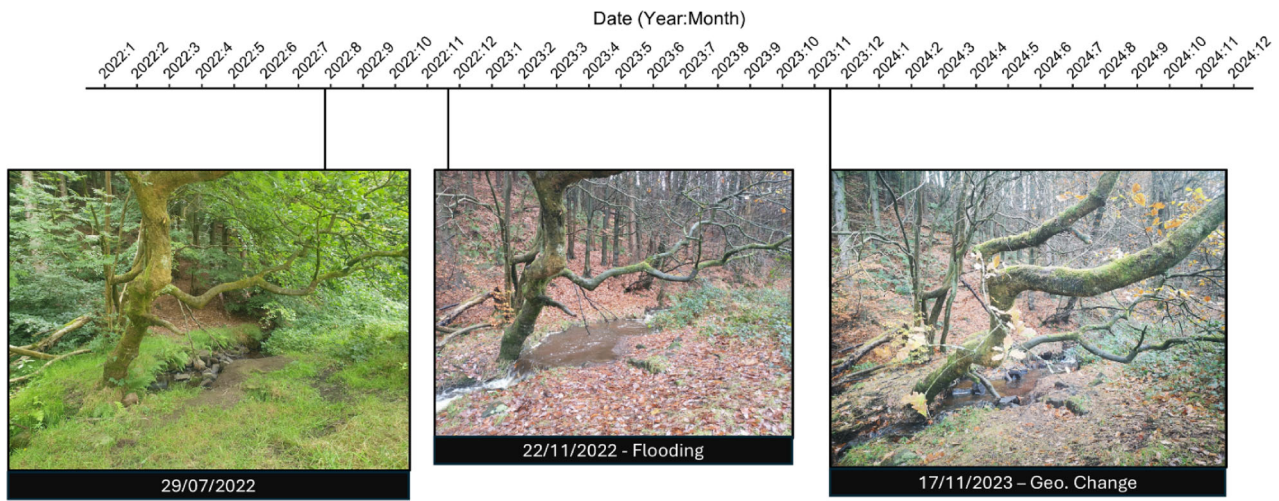 Date (Year:Month)
2022:1 2022:2 2022:3 2022:4 2022:5 2022:6 2022:7 2022:8 2022:9 2022:10 2022:11 2022:12 2023:1 2023:2 2023:3 2023:4 2023:5 2023:6 2023:7 2023:8 2023:9 2023:10 2023:11 2023:12 2024:1 2024:2 2024:3 2024:4 2024:5 2024:6 2024:7 2024:8 2024:9 2024:10 2024:11 2024:12
22/11/2022 - Flooding
29/07/2022
17/11/2023 – Geo. Change